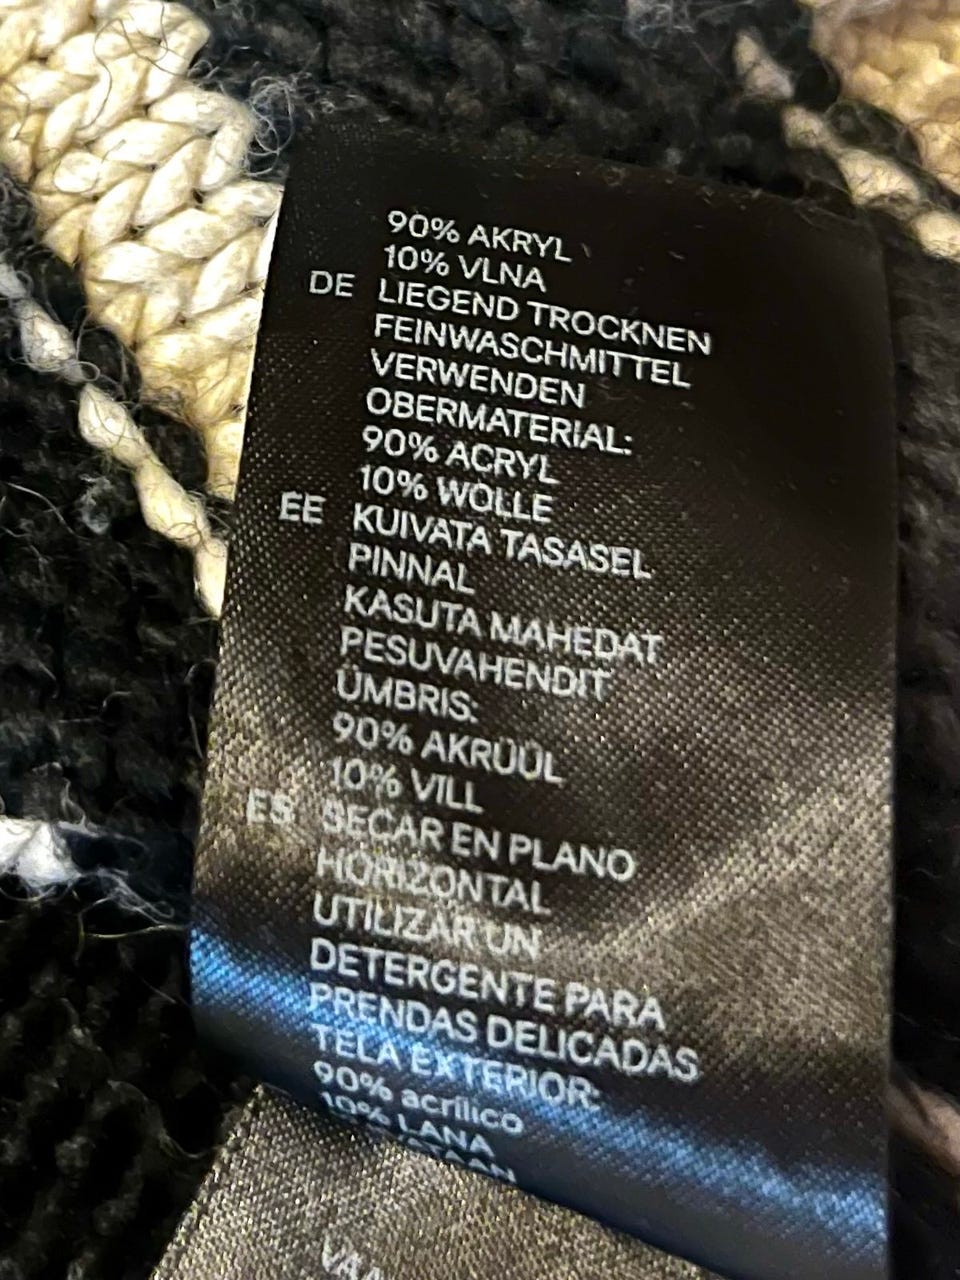 90% AKRYL
10% VLNA
DE LIEGEND TROCKNEN
FEINWASCHMITTEL
VERWENDEN
OBERMATERIAL:
90% ACRYL
10% WOLLE
EE KUIVATA TASASEL
PINNAL
KASUTA MAHEDAT
PESUVAHENDIT
ÜMBRIS:
90% AKRÜÜL
10% VILL
ES SECAR EN PLANO
HORIZONTAL
UTILIZAR UN
DETERGENTE PARA
PRENDAS DELICADAS
TELA EXTERIOR:
90% acrílico
10% LANA